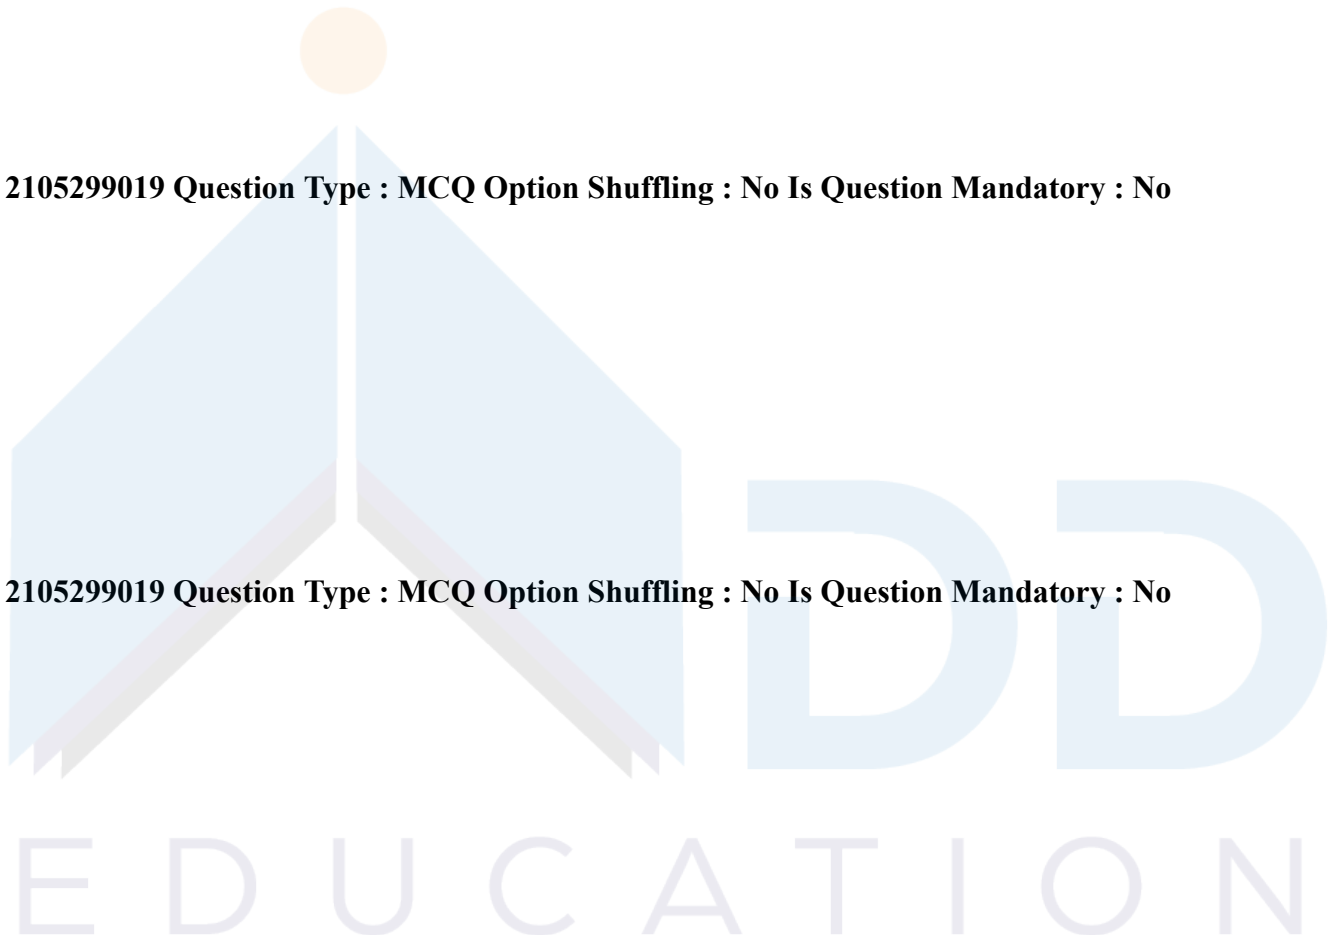 2105299019 Question Type : MCQ Option Shuffling : No Is Question Mandatory : No
2105299019 Question Type : MCQ Option Shuffling : No Is Question Mandatory : No
DD
EDUCATION